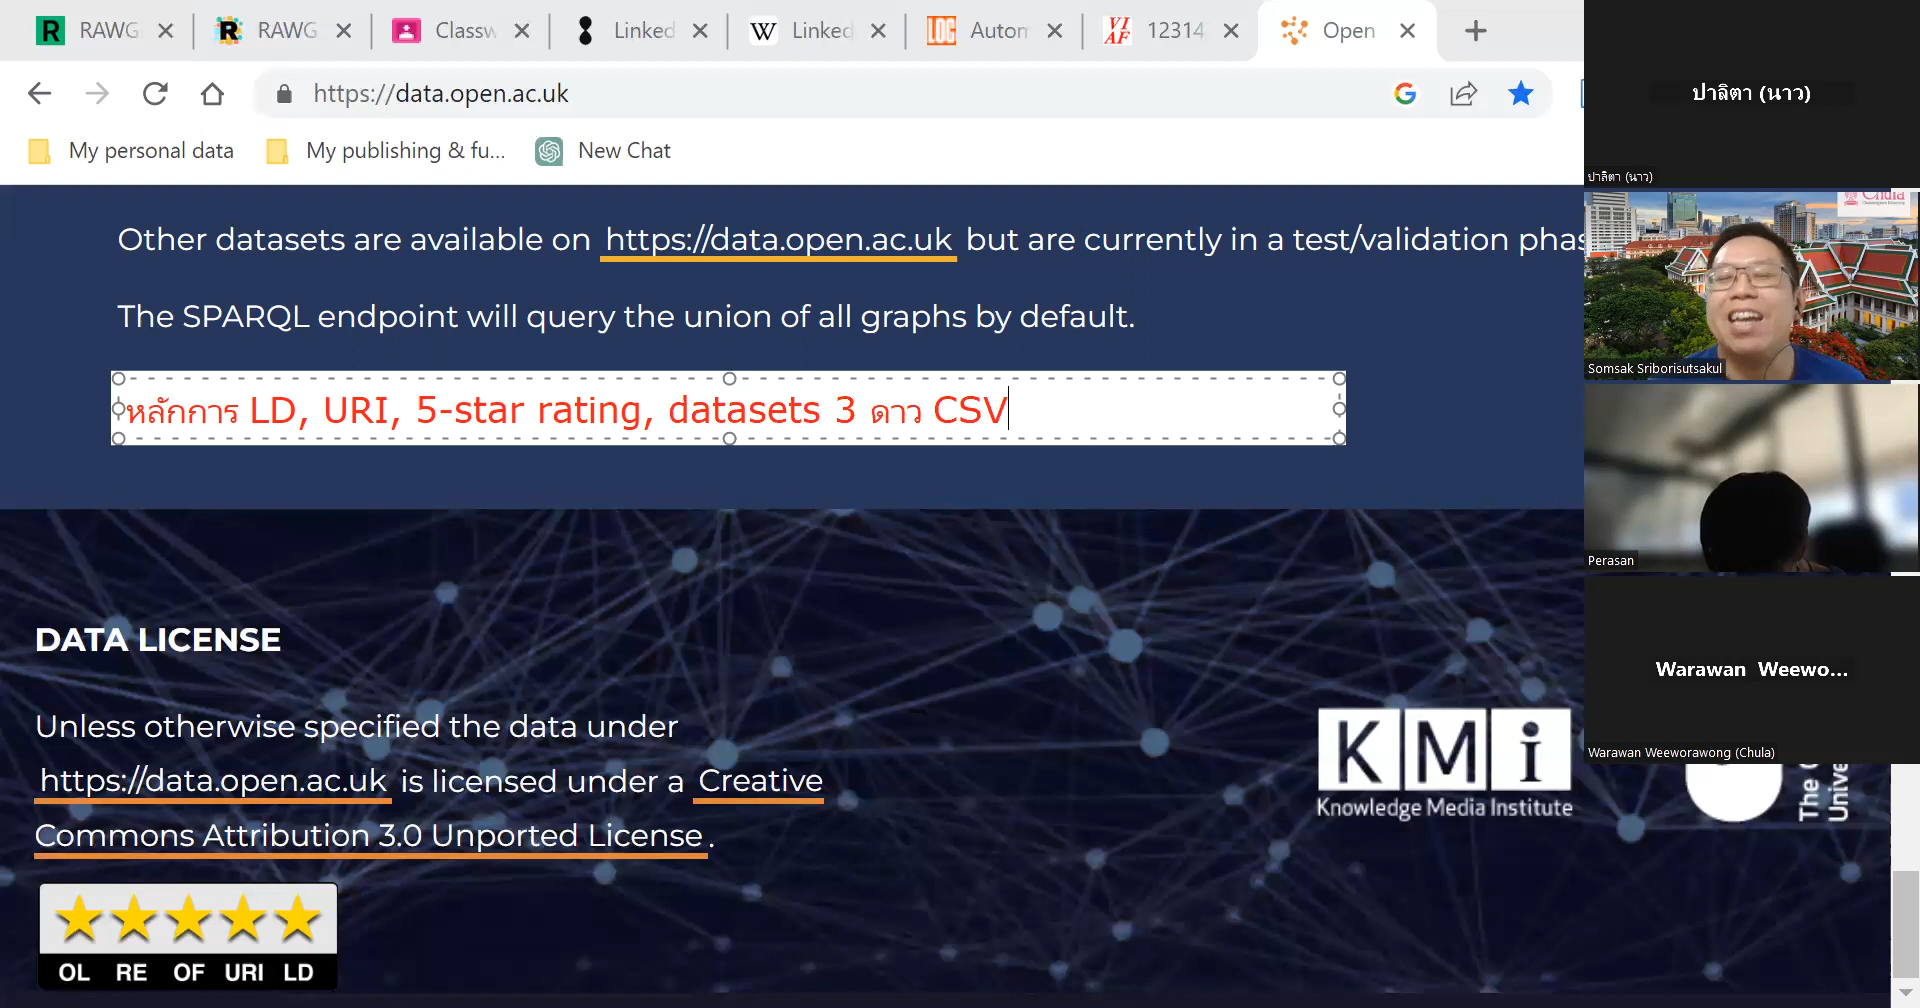 RAWG
RAWG
Classw
Linked
Linked
LOC
Autom
VIAF
12314
Open
https://data.open.ac.uk
My personal data
My publishing & fu...
New Chat
Other datasets are available on https://data.open.ac.uk but are currently in a test/validation phas
The SPARQL endpoint will query the union of all graphs by default.
หลักการ LD, URI, 5-star rating, datasets 3 ดาว CSV
DATA LICENSE
Unless otherwise specified the data under
https://data.open.ac.uk is licensed under a Creative
Commons Attribution 3.0 Unported License.
OL RE OF URI LD
KMi
Knowledge Media Institute
ปาลิตา (นาว)
ปาลิตา (นาว)
Chula
Somsak Sriborisutsakul
Perasan
Warawan Weewo...
Warawan Weeworawong (Chula)